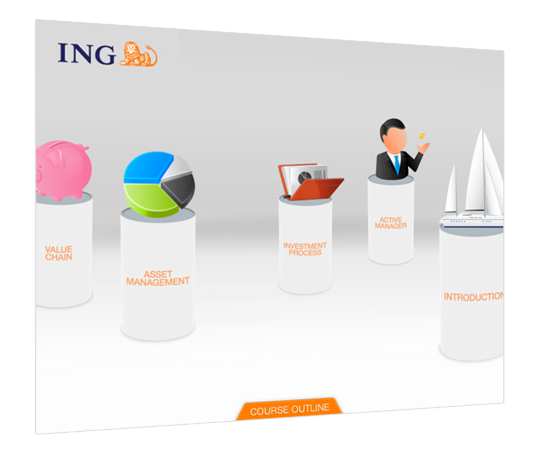 ING
VALUE
CHAIN
ASSET
MANAGEMENT
INVESTMENT
PROCESS
ACTIVE
MANAGER
INTRODUCTION
COURSE OUTLINE